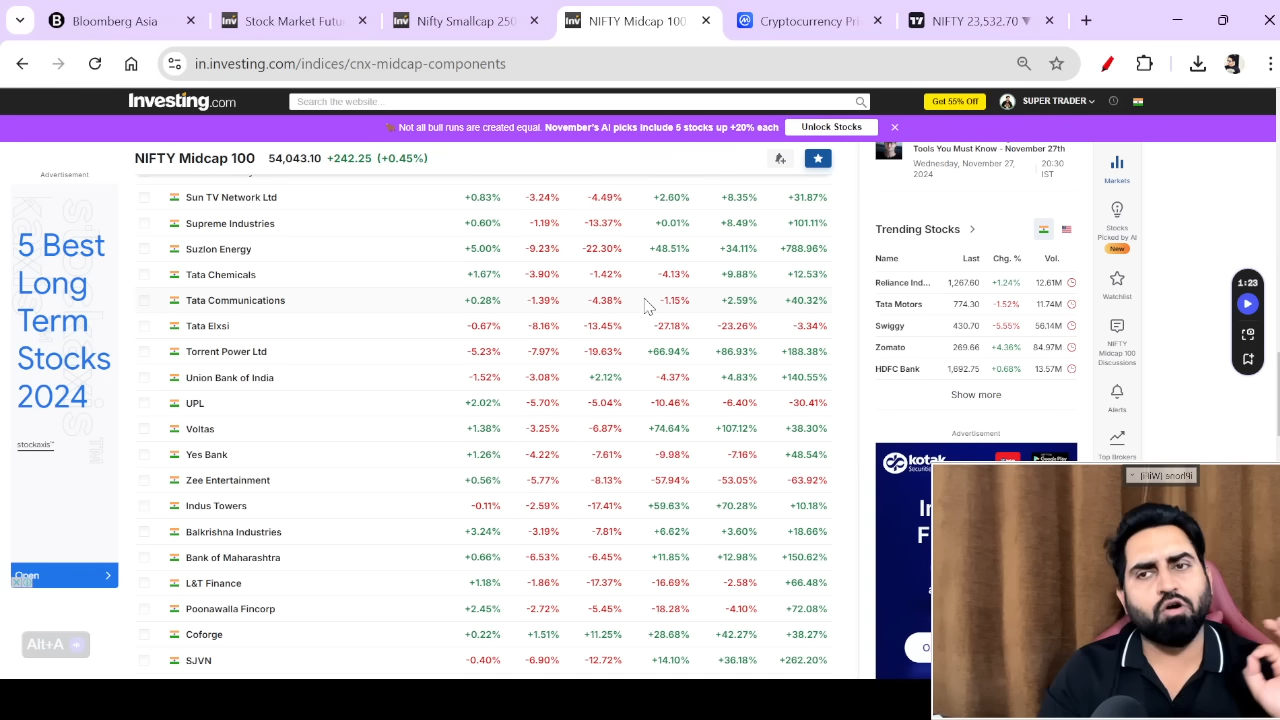 Bloomberg Asia
Stock Market Futu
Nifty Smallcap 250
NIFTY Midcap 100
Cryptocurrency Pri
NIFTY 23,532.70 ▼
in.investing.com/indices/cnx-midcap-components
Investing.com
Search the website...
Get 55% Off
SUPER TRADER
Not all bull runs are created equal. November's AI picks include 5 stocks up +20% each
Unlock Stocks
NIFTY Midcap 100 54,043.10 +242.25 (+0.45%)
Advertisement
5 Best
Long
Term
Stocks
2024
stockaxis
Open
Alt+A
Sun TV Network Ltd +0.83% -3.24% -4.49% +2.60% +8.35% +31.87%
Supreme Industries +0.60% -1.19% -13.37% +0.01% +8.49% +101.11%
Suzlon Energy +5.00% -9.23% -22.30% +48.51% +34.11% +788.96%
Tata Chemicals +1.67% -3.90% -1.42% -4.13% +9.88% +12.53%
Tata Communications +0.28% -1.39% -4.38% -1.15% +2.59% +40.32%
Tata Elxsi -0.67% -8.16% -13.45% -27.18% -23.26% -3.34%
Torrent Power Ltd -5.23% -7.97% -19.63% +66.94% +86.93% +188.38%
Union Bank of India -1.52% -3.08% +2.12% -4.37% +4.83% +140.55%
UPL +2.02% -5.70% -5.04% -10.46% -6.40% -30.41%
Voltas +1.38% -3.25% -6.87% +74.64% +107.12% +38.30%
Yes Bank +1.26% -4.22% -7.61% -9.98% -7.16% +48.54%
Zee Entertainment +0.56% -5.77% -8.13% -57.94% -53.05% -63.92%
Indus Towers -0.11% -2.59% -17.41% +59.63% +70.28% +10.18%
Balkrishna Industries +3.24% -3.19% -7.81% +6.62% +3.60% +18.66%
Bank of Maharashtra +0.66% -6.53% -6.45% +11.85% +12.98% +150.62%
L&T Finance +1.18% -1.86% -17.37% -16.69% -2.58% +66.48%
Poonawalla Fincorp +2.45% -2.72% -5.45% -18.28% -4.10% +72.08%
Coforge +0.22% +1.51% +11.25% +28.68% +42.27% +38.27%
SJVN -0.40% -6.90% -12.72% +14.10% +36.18% +262.20%
Tools You Must Know - November 27th
Wednesday, November 27, 2024
20:30 IST
Trending Stocks
Name Last Chg. % Vol.
Reliance Ind... 1,267.60 +1.24% 12.61M
Tata Motors 774.30 -1.52% 11.74M
Swiggy 430.70 -5.55% 56.14M
Zomato 269.66 +4.36% 84.97M
HDFC Bank 1,692.75 +0.68% 13.57M
Show more
Advertisement
kotak
Securities
Google Play
Markets
Stocks
Picked by AI
New
Watchlist
NIFTY
Midcap 100
Discussions
Alerts
Top Brokers
1:23
iPhone (WiFi)